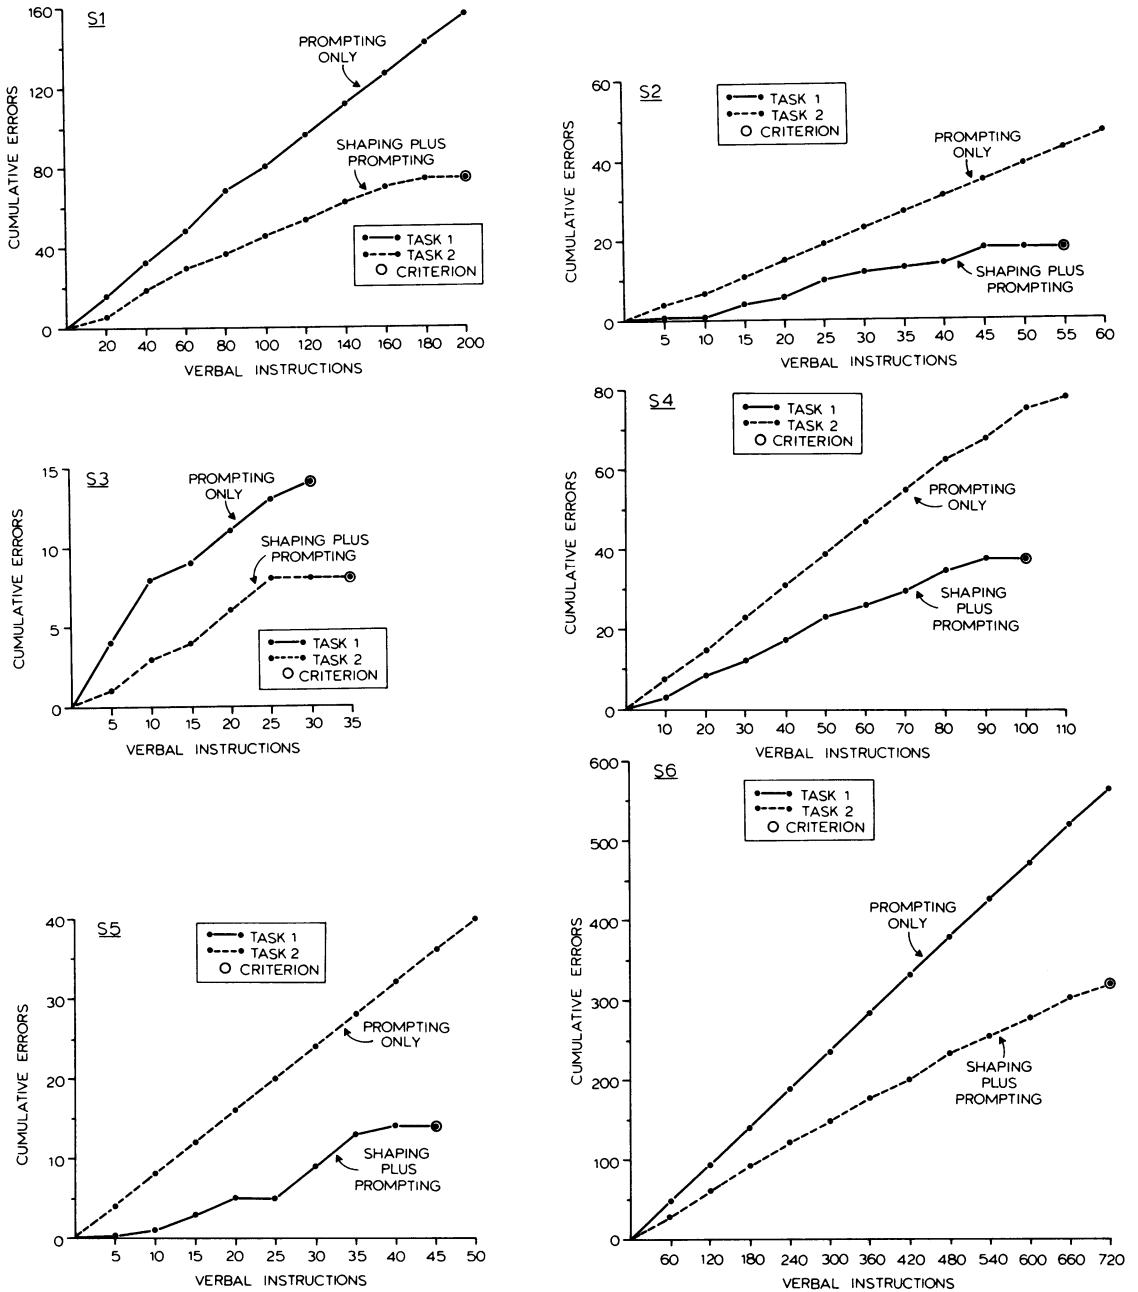 S1
160
120
80
40
0
CUMULATIVE ERRORS
PROMPTING
ONLY
SHAPING PLUS
PROMPTING
TASK 1
TASK 2
CRITERION
20 40 60 80 100 120 140 160 180 200
VERBAL INSTRUCTIONS
S2
60
40
20
0
CUMULATIVE ERRORS
TASK 1
TASK 2
CRITERION
PROMPTING
ONLY
SHAPING PLUS
PROMPTING
5 10 15 20 25 30 35 40 45 50 55 60
VERBAL INSTRUCTIONS
S3
15
10
5
0
CUMULATIVE ERRORS
PROMPTING
ONLY
SHAPING PLUS
PROMPTING
TASK 1
TASK 2
CRITERION
5 10 15 20 25 30 35
VERBAL INSTRUCTIONS
S4
80
60
40
20
0
CUMULATIVE ERRORS
TASK 1
TASK 2
CRITERION
PROMPTING
ONLY
SHAPING
PLUS
PROMPTING
10 20 30 40 50 60 70 80 90 100 110
VERBAL INSTRUCTIONS
S5
40
30
20
10
0
CUMULATIVE ERRORS
TASK 1
TASK 2
CRITERION
PROMPTING
ONLY
SHAPING
PLUS
PROMPTING
5 10 15 20 25 30 35 40 45 50
VERBAL INSTRUCTIONS
S6
600
500
400
300
200
100
0
CUMULATIVE ERRORS
TASK 1
TASK 2
CRITERION
PROMPTING
ONLY
SHAPING
PLUS
PROMPTING
60 120 180 240 300 360 420 480 540 600 660 720
VERBAL INSTRUCTIONS